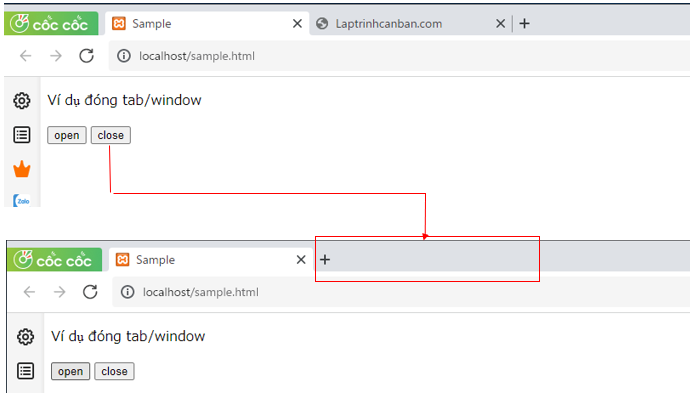 cốc cốc Sample Laptrinhcanban.com
localhost/sample.html
Ví dụ đóng tab/window
open close
Zalo
cốc cốc Sample
localhost/sample.html
Ví dụ đóng tab/window
open close